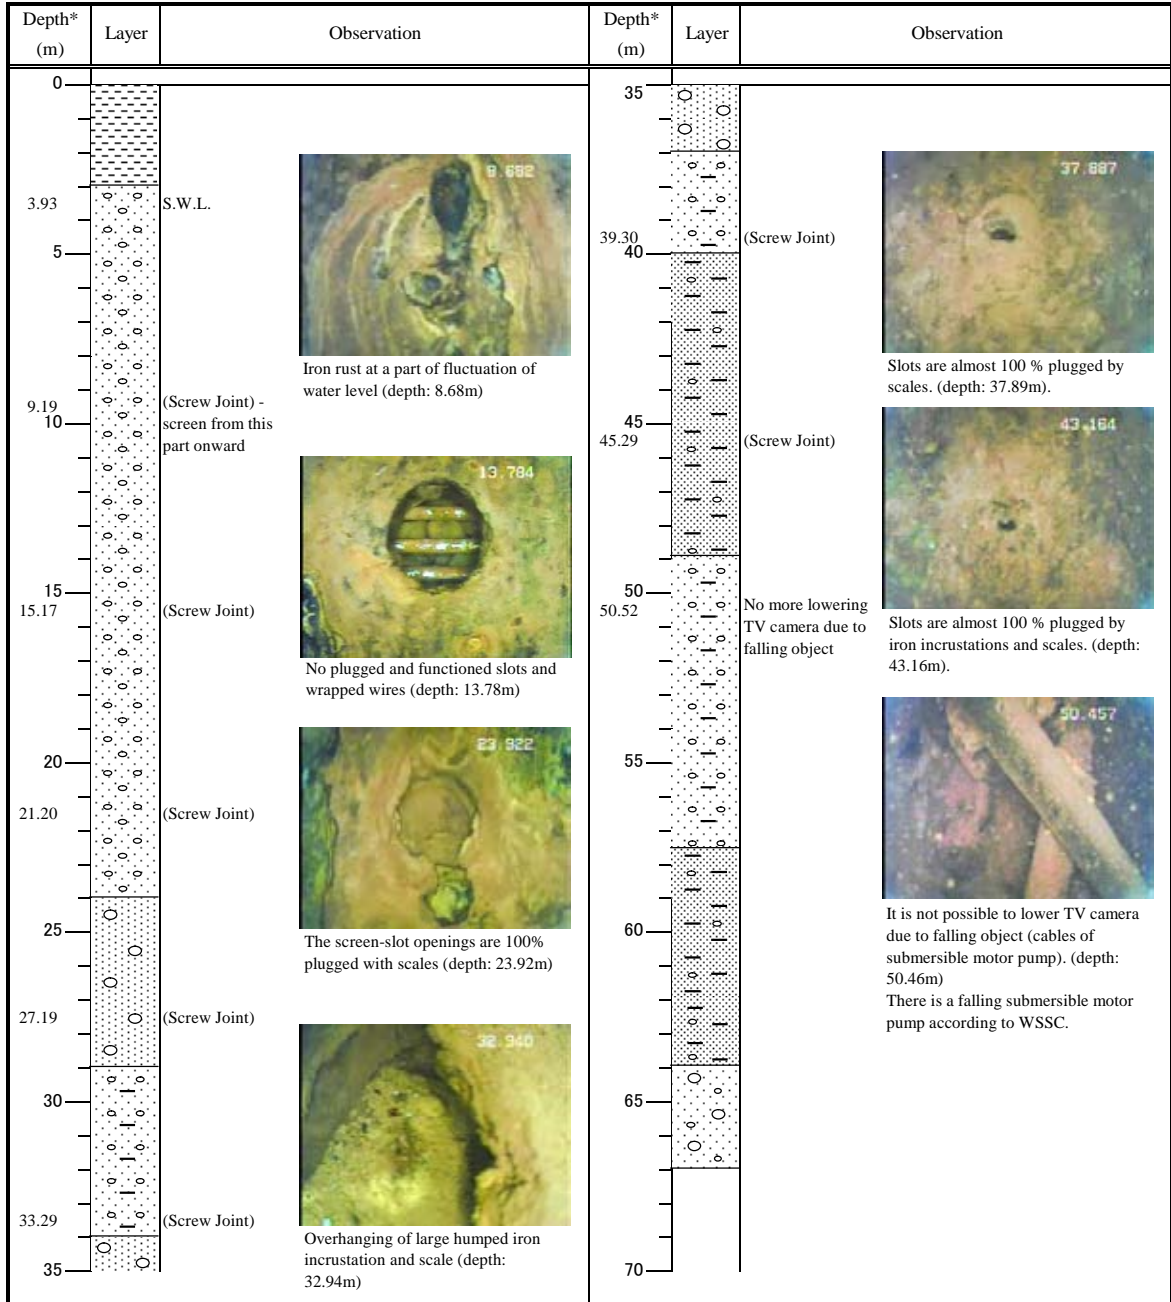 Depth*
(m)
Layer
Observation
0
3.93
S.W.L.
5
8.682
Iron rust at a part of fluctuation of
water level (depth: 8.68m)
9.19
(Screw Joint) -
screen from this
part onward
10
13.784
No plugged and functioned slots and
wrapped wires (depth: 13.78m)
15
15.17
(Screw Joint)
20
23.922
21.20
(Screw Joint)
The screen-slot openings are 100%
plugged with scales (depth: 23.92m)
25
27.19
(Screw Joint)
30
32.940
33.29
(Screw Joint)
Overhanging of large humped iron
incrustation and scale (depth:
32.94m)
35
Depth*
(m)
Layer
Observation
35
37.887
39.30
(Screw Joint)
40
Slots are almost 100 % plugged by
scales. (depth: 37.89m).
43.164
45
45.29
(Screw Joint)
50
50.52
No more lowering
TV camera due to
falling object
Slots are almost 100 % plugged by
iron incrustations and scales. (depth:
43.16m).
50.457
55
60
It is not possible to lower TV camera
due to falling object (cables of
submersible motor pump). (depth:
50.46m)
There is a falling submersible motor
pump according to WSSC.
65
70